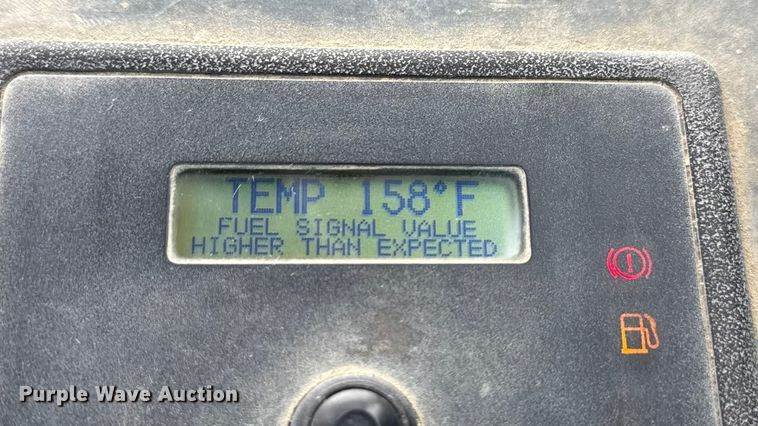 TEMP 158°F
FUEL SIGNAL VALUE
HIGHER THAN EXPECTED
Purple Wave Auction®